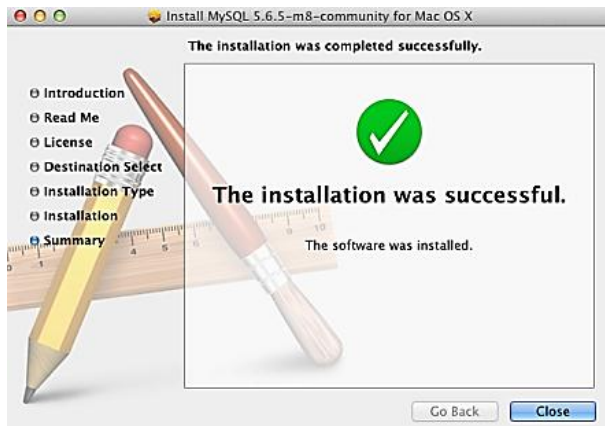 Install MySQL 5.6.5-m8-community for Mac OS X
The installation was completed successfully.
Introduction
Read Me
License
Destination Select
Installation Type
Installation
Summary
The installation was successful.
The software was installed.
Go Back
Close